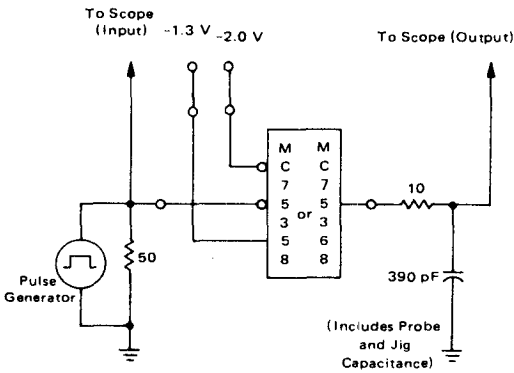 To Scope
(Input)
-1.3 V
-2.0 V
To Scope (Output)
M M
C C
7 7
5 5
3 or 3
5 6
8 8
10
50
Pulse
Generator
390 pF
(Includes Probe
and Jig
Capacitance)